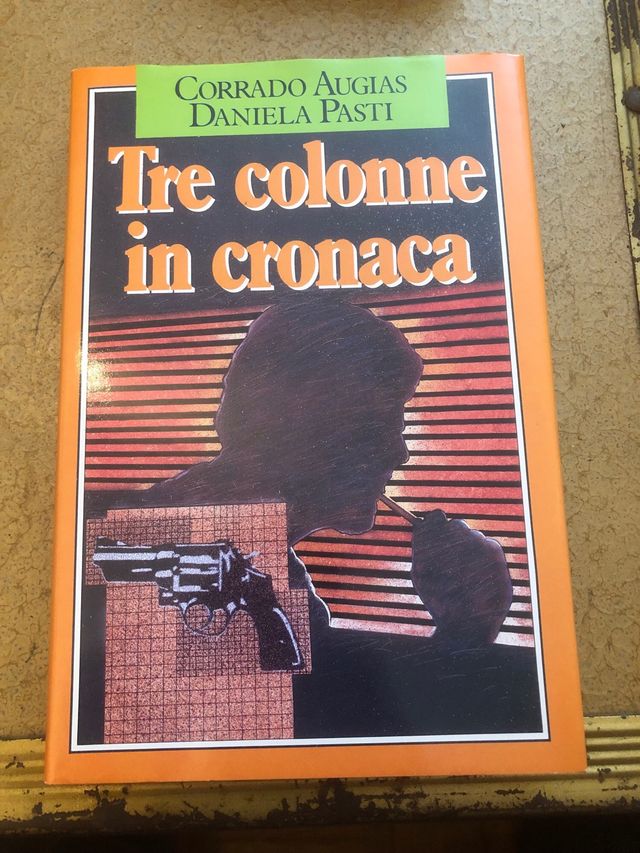 CORRADO AUGIAS
DANIELA PASTI
Tre colonne
in cronaca